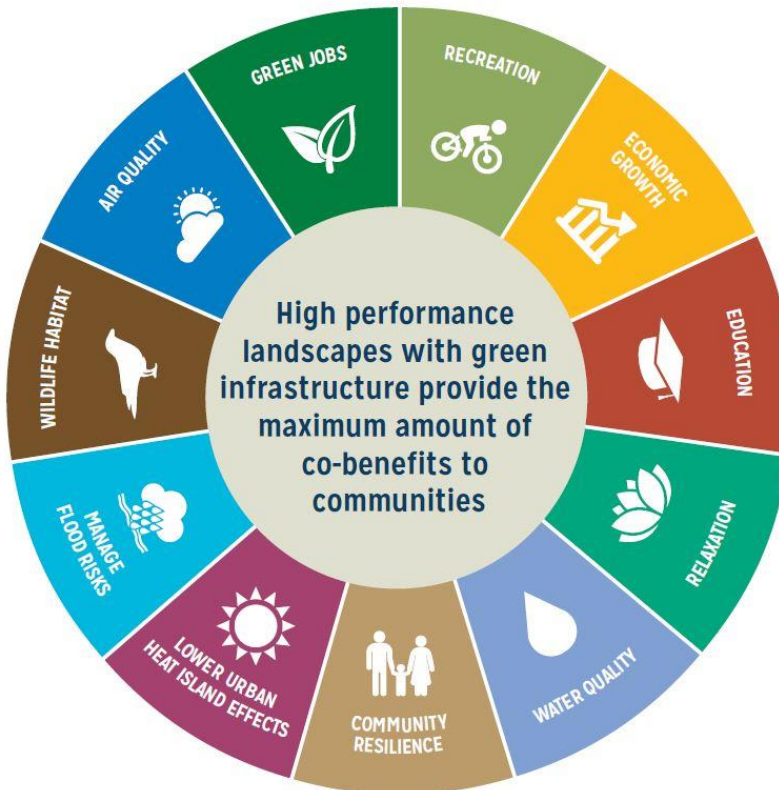 GREEN JOBS
RECREATION
ECONOMIC
GROWTH
EDUCATION
RELAXATION
WATER QUALITY
COMMUNITY
RESILIENCE
LOWER URBAN
HEAT ISLAND EFFECTS
MANAGE
FLOOD RISKS
WILDLIFE HABITAT
AIR QUALITY
High performance
landscapes with green
infrastructure provide the
maximum amount of
co-benefits to
communities